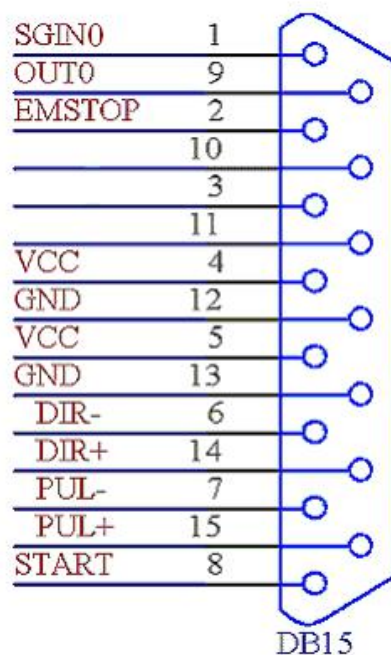 SGIN0 1
OUT0 9
EMSTOP 2
10
3
11
VCC 4
GND 12
VCC 5
GND 13
DIR- 6
DIR+ 14
PUL- 7
PUL+ 15
START 8
DB15